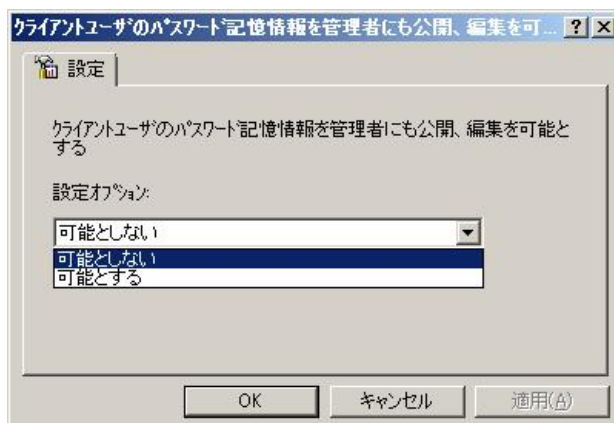 クライアントユーザのパスワード記憶情報を管理者にも公開、編集を可...
設定
クライアントユーザのパスワード記憶情報を管理者にも公開、編集を可能と
する
設定オプション:
可能としない
可能としない
可能とする
OK キャンセル 適用(A)